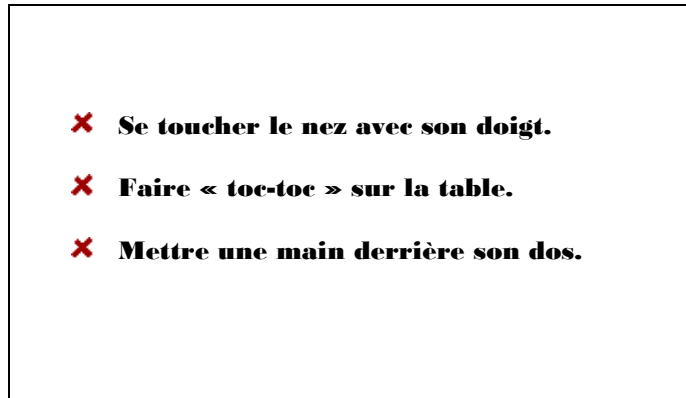 Se toucher le nez avec son doigt.
Faire « toc-toc » sur la table.
Mettre une main derrière son dos.